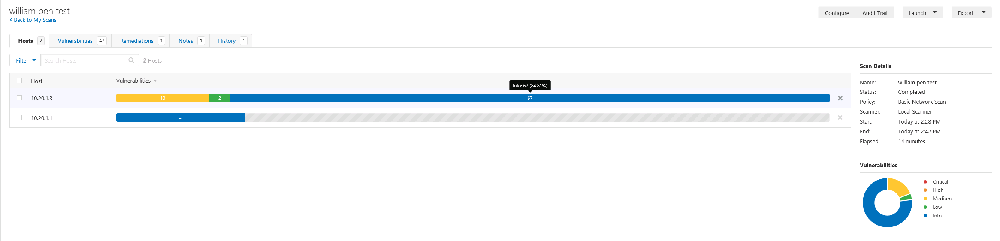 william pen test
Back to My Scans
Configure Audit Trail Launch Export
Hosts 2 Vulnerabilities 47 Remediations 1 Notes 1 History 1
Filter Search Hosts 2 Hosts
Host Vulnerabilities
Info: 67 (84.81%)
10.20.1.3 10 2 67
10.20.1.1 4
Scan Details
Name: william pen test
Status: Completed
Policy: Basic Network Scan
Scanner: Local Scanner
Start: Today at 2:28 PM
End: Today at 2:42 PM
Elapsed: 14 minutes
Vulnerabilities
Critical
High
Medium
Low
Info